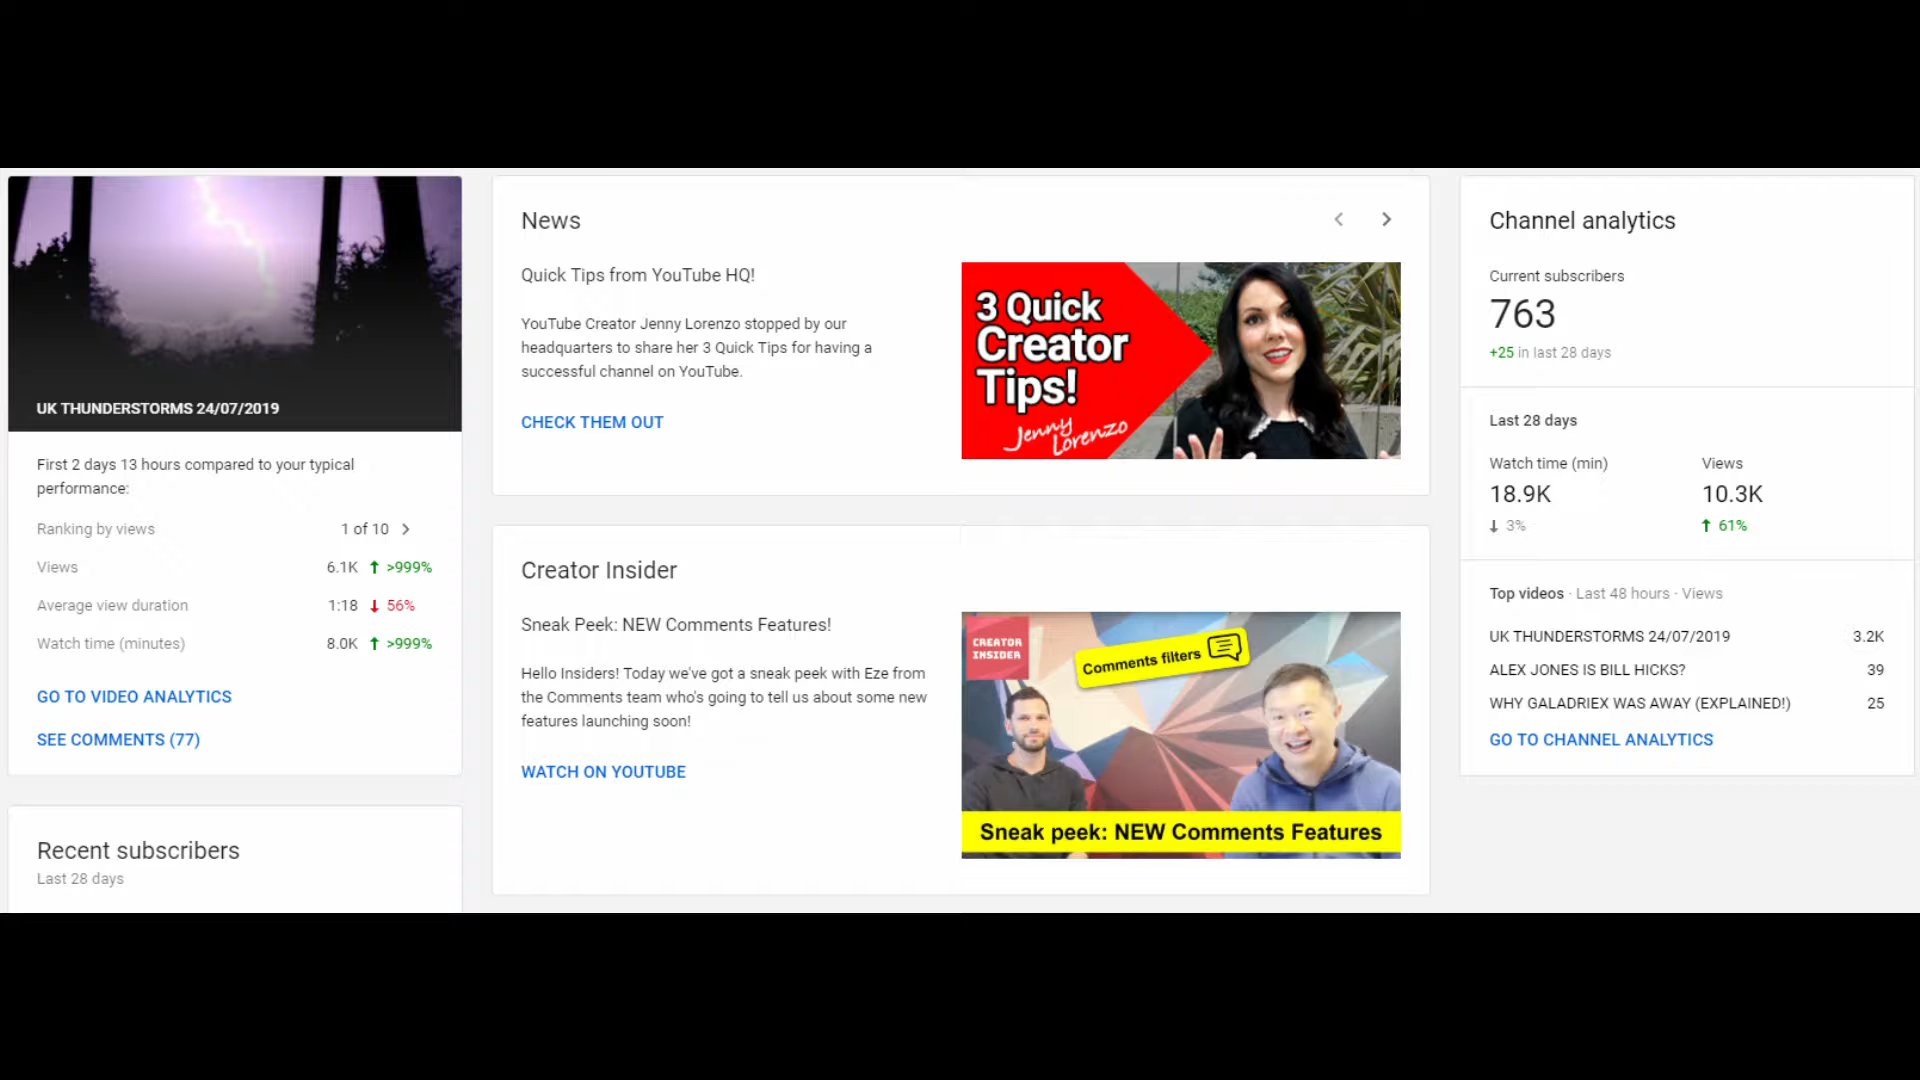 UK THUNDERSTORMS 24/07/2019
First 2 days 13 hours compared to your typical
performance:
Ranking by views 1 of 10
Views 6.1K >999%
Average view duration 1:18 56%
Watch time (minutes) 8.0K >999%
GO TO VIDEO ANALYTICS
SEE COMMENTS (77)
Recent subscribers
Last 28 days
News
Quick Tips from YouTube HQ!
YouTube Creator Jenny Lorenzo stopped by our
headquarters to share her 3 Quick Tips for having a
successful channel on YouTube.
CHECK THEM OUT
3 Quick
Creator
Tips!
Jenny
Lorenzo
Creator Insider
Sneak Peek: NEW Comments Features!
Hello Insiders! Today we've got a sneak peek with Eze from
the Comments team who's going to tell us about some new
features launching soon!
WATCH ON YOUTUBE
CREATOR
INSIDER
Comments filters
Sneak peek: NEW Comments Features
Channel analytics
Current subscribers
763
+25 in last 28 days
Last 28 days
Watch time (min) Views
18.9K 10.3K
3% 61%
Top videos · Last 48 hours · Views
UK THUNDERSTORMS 24/07/2019 3.2K
ALEX JONES IS BILL HICKS? 39
WHY GALADRIEX WAS AWAY (EXPLAINED!) 25
GO TO CHANNEL ANALYTICS